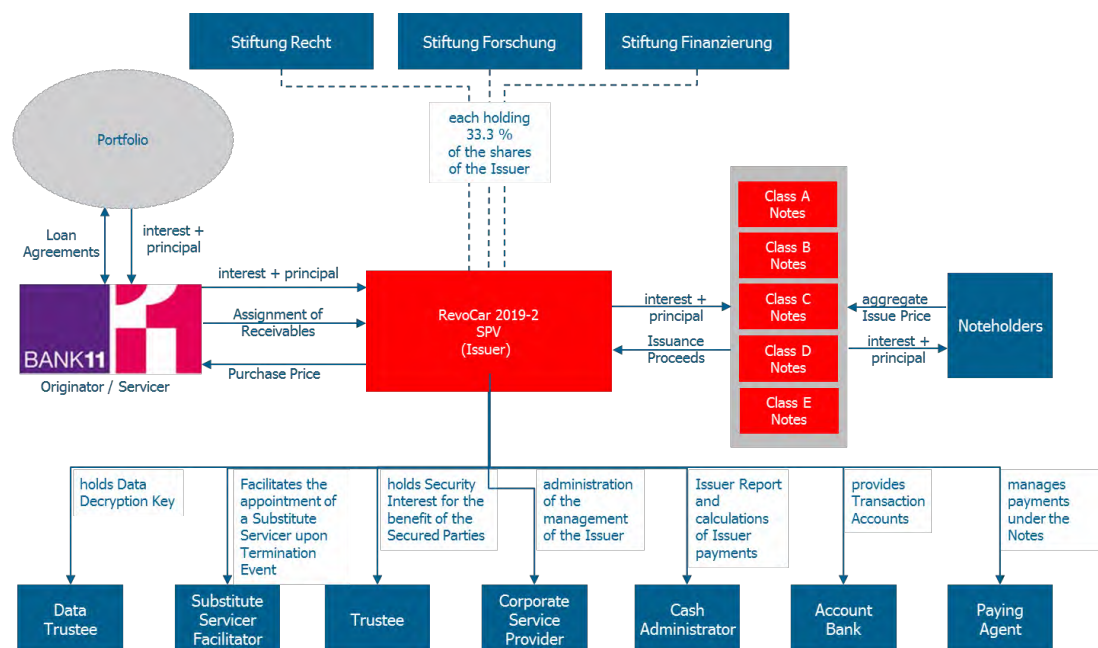 Stiftung Recht
Stiftung Forschung
Stiftung Finanzierung
each holding
33.3 %
of the shares
of the Issuer
Portfolio
Loan
Agreements
interest +
principal
BANK11
Originator / Servicer
interest + principal
Assignment of
Receivables
Purchase Price
RevoCar 2019-2
SPV
(Issuer)
interest +
principal
Issuance
Proceeds
Class A
Notes
Class B
Notes
Class C
Notes
Class D
Notes
Class E
Notes
aggregate
Issue Price
interest +
principal
Noteholders
holds Data
Decryption Key
Facilitates the
appointment of
a Substitute
Servicer upon
Termination
Event
holds Security
Interest for the
benefit of the
Secured Parties
administration
of the
management
of the Issuer
Issuer Report
and
calculations
of Issuer
payments
provides
Transaction
Accounts
manages
payments
under the
Notes
Data
Trustee
Substitute
Servicer
Facilitator
Trustee
Corporate
Service
Provider
Cash
Administrator
Account
Bank
Paying
Agent